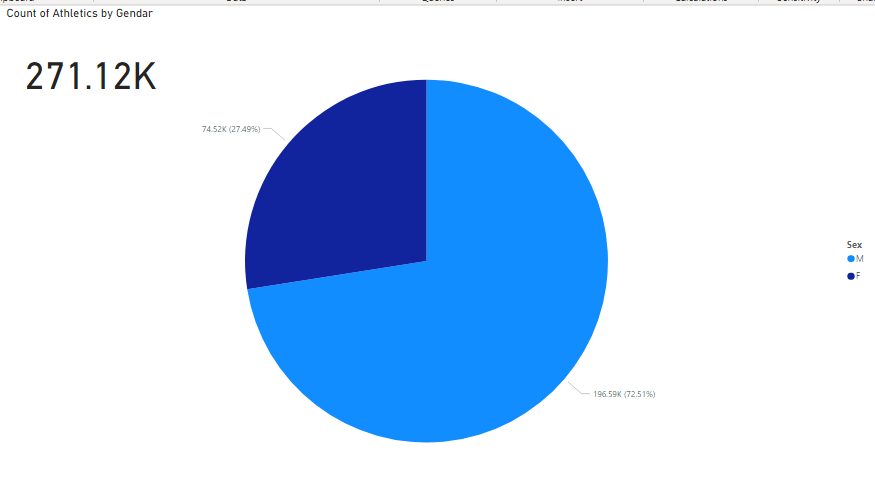 Count of Athletics by Gendar
271.12K
74.52K (27.49%)
Sex
M
F
196.59K (72.51%)